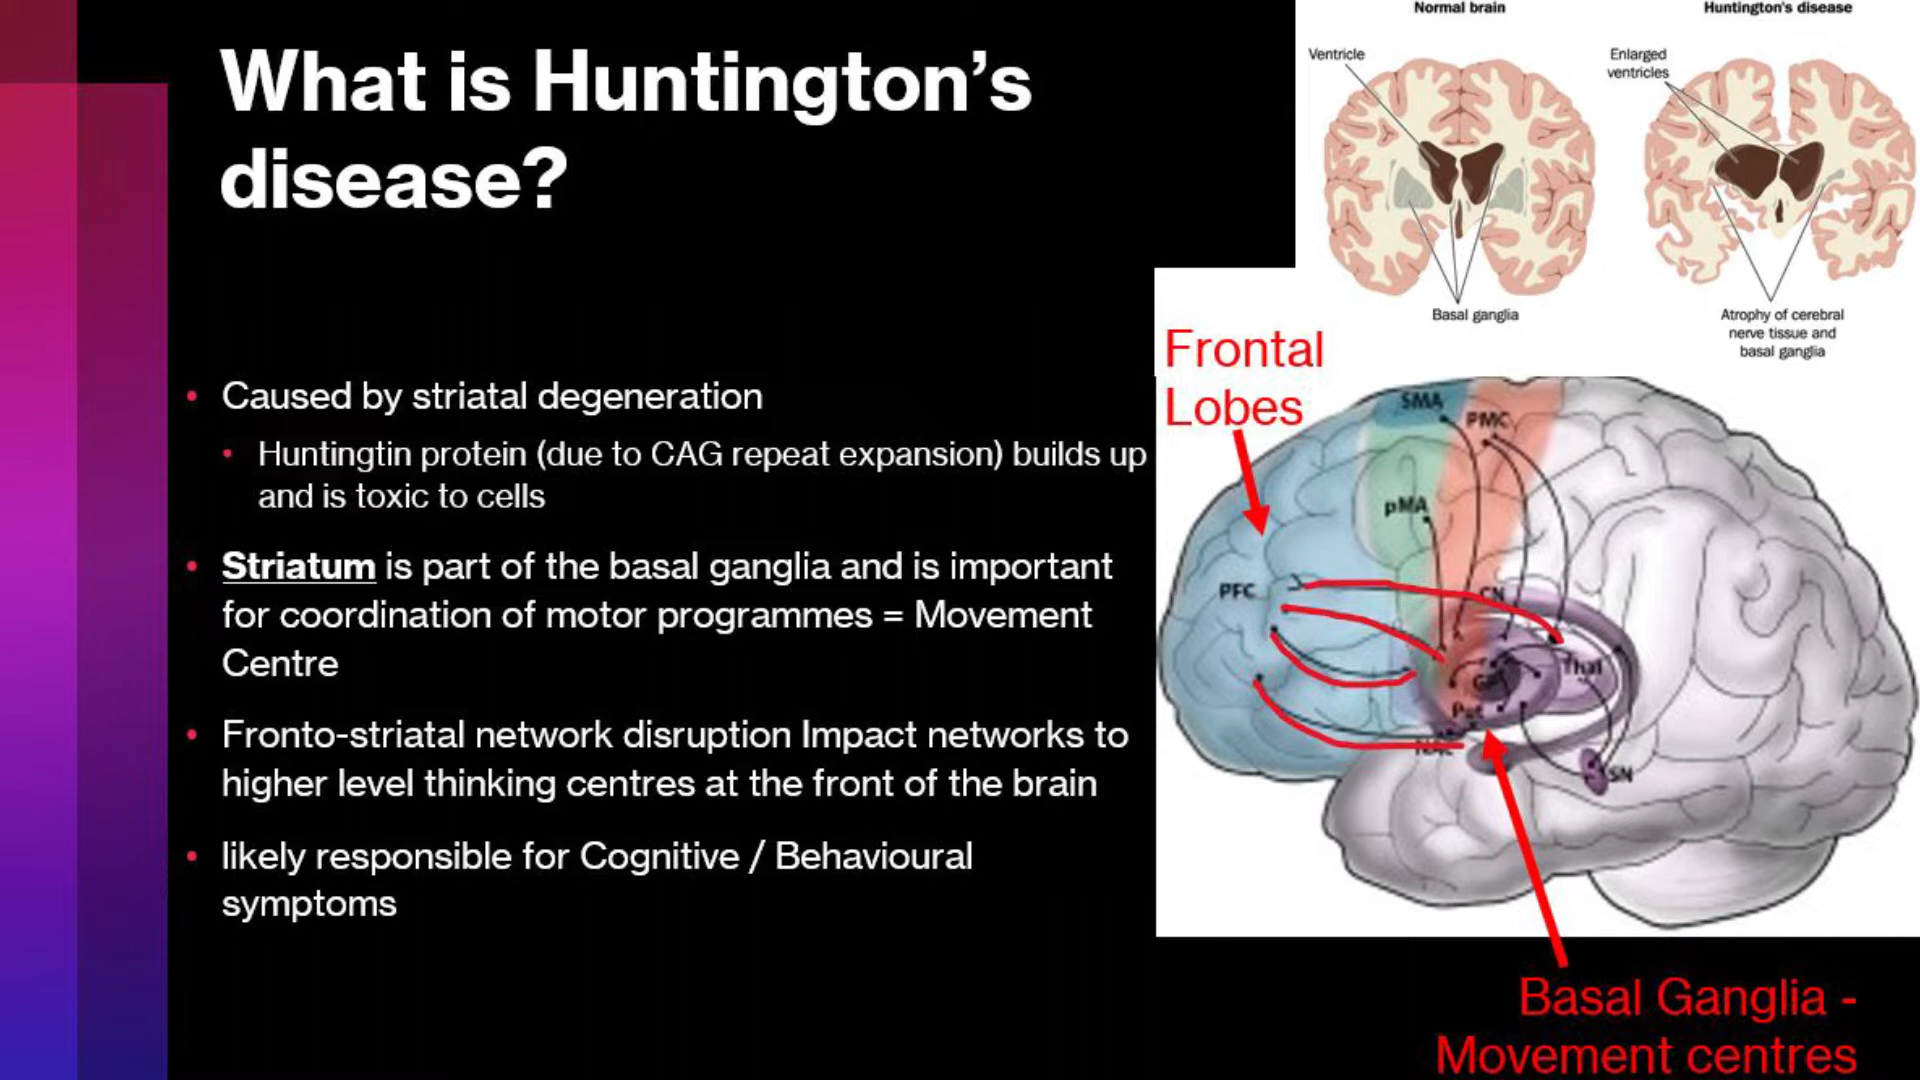 What is Huntington's
disease?
• Caused by striatal degeneration
• Huntingtin protein (due to CAG repeat expansion) builds up
and is toxic to cells
• Striatum is part of the basal ganglia and is important
for coordination of motor programmes = Movement
Centre
• Fronto-striatal network disruption Impact networks to
higher level thinking centres at the front of the brain
• likely responsible for Cognitive / Behavioural
symptoms
Normal brain
Huntington's disease
Ventricle
Enlarged
ventricles
Basal ganglia
Atrophy of cerebral
nerve tissue and
basal ganglia
Frontal
Lobes
SMA
PMC
pMA
PFC
CN
Thal
Put
SN
Basal Ganglia -
Movement centres